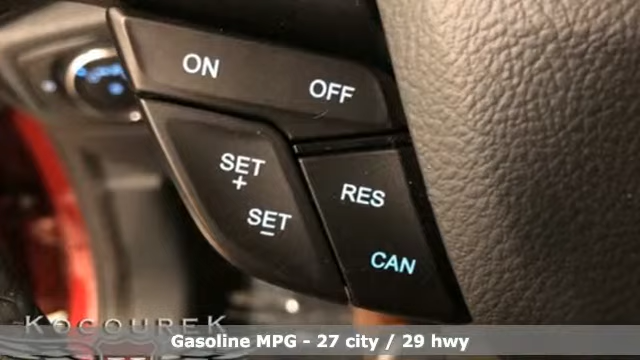 ON OFF
SET
+
SET
–
RES
CAN
KOCOUREK
Gasoline MPG - 27 city / 29 hwy